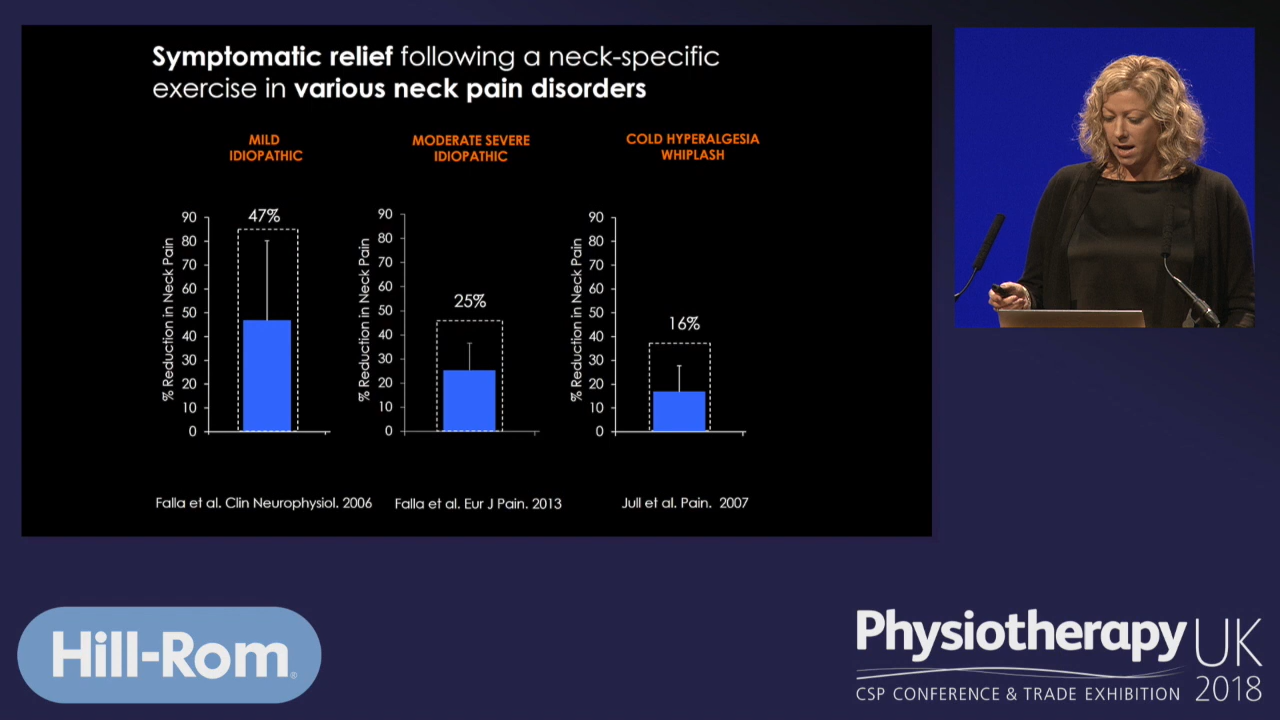 Symptomatic relief following a neck-specific
exercise in various neck pain disorders
MILD
IDIOPATHIC
% Reduction in Neck Pain
90
80
70
60
50
40
30
20
10
0
47%
Falla et al. Clin Neurophysiol. 2006
MODERATE SEVERE
IDIOPATHIC
% Reduction in Neck Pain
90
80
70
60
50
40
30
20
10
0
25%
Falla et al. Eur J Pain. 2013
COLD HYPERALGESIA
WHIPLASH
% Reduction in Neck Pain
90
80
70
60
50
40
30
20
10
0
16%
Jull et al. Pain. 2007
Hill-Rom®
Physiotherapy UK
CSP CONFERENCE & TRADE EXHIBITION 2018